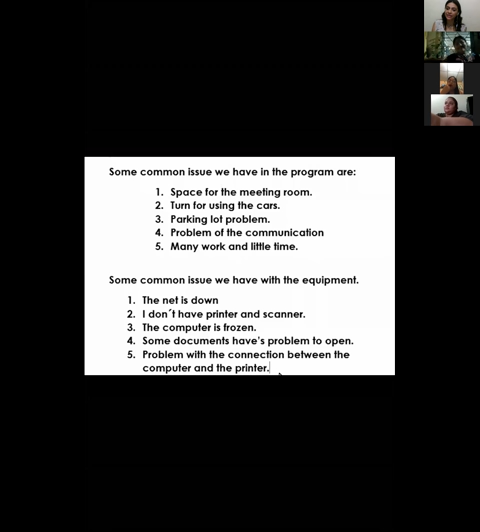 Some common issue we have in the program are:
1. Space for the meeting room.
2. Turn for using the cars.
3. Parking lot problem.
4. Problem of the communication
5. Many work and little time.
Some common issue we have with the equipment.
1. The net is down
2. I don´t have printer and scanner.
3. The computer is frozen.
4. Some documents have's problem to open.
5. Problem with the connection between the
computer and the printer.